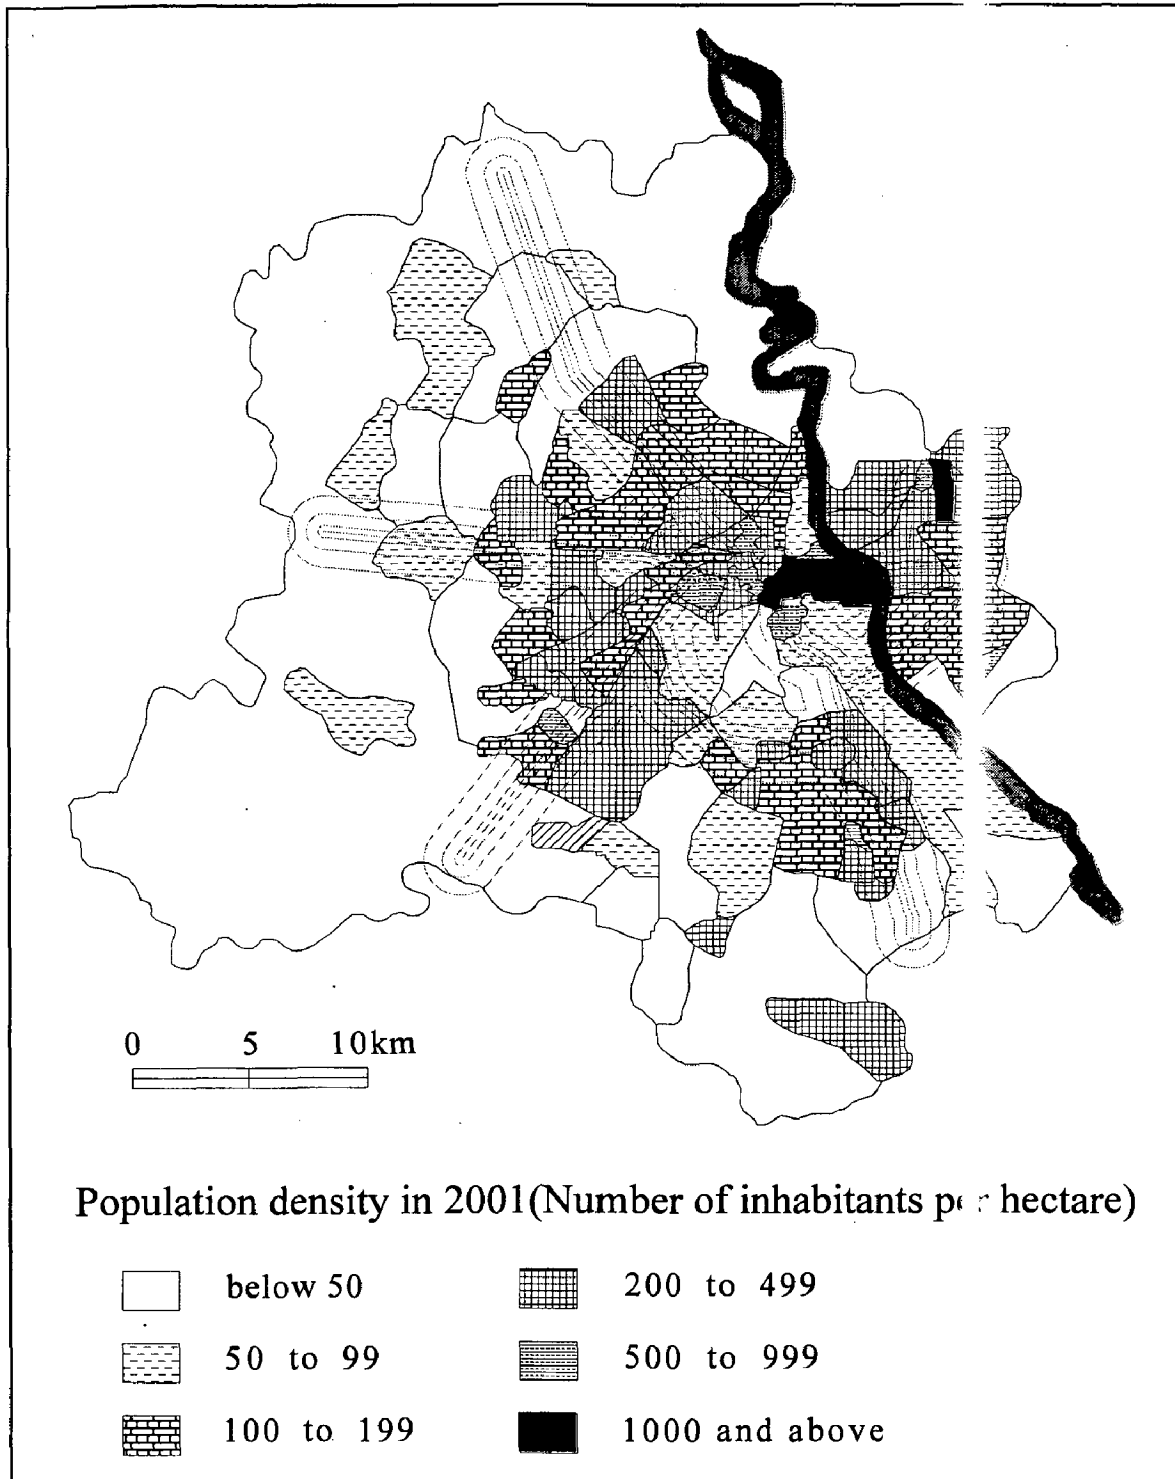 0 5 10km
Population density in 2001(Number of inhabitants pe r hectare)
below 50
200 to 499
50 to 99
500 to 999
100 to 199
1000 and above